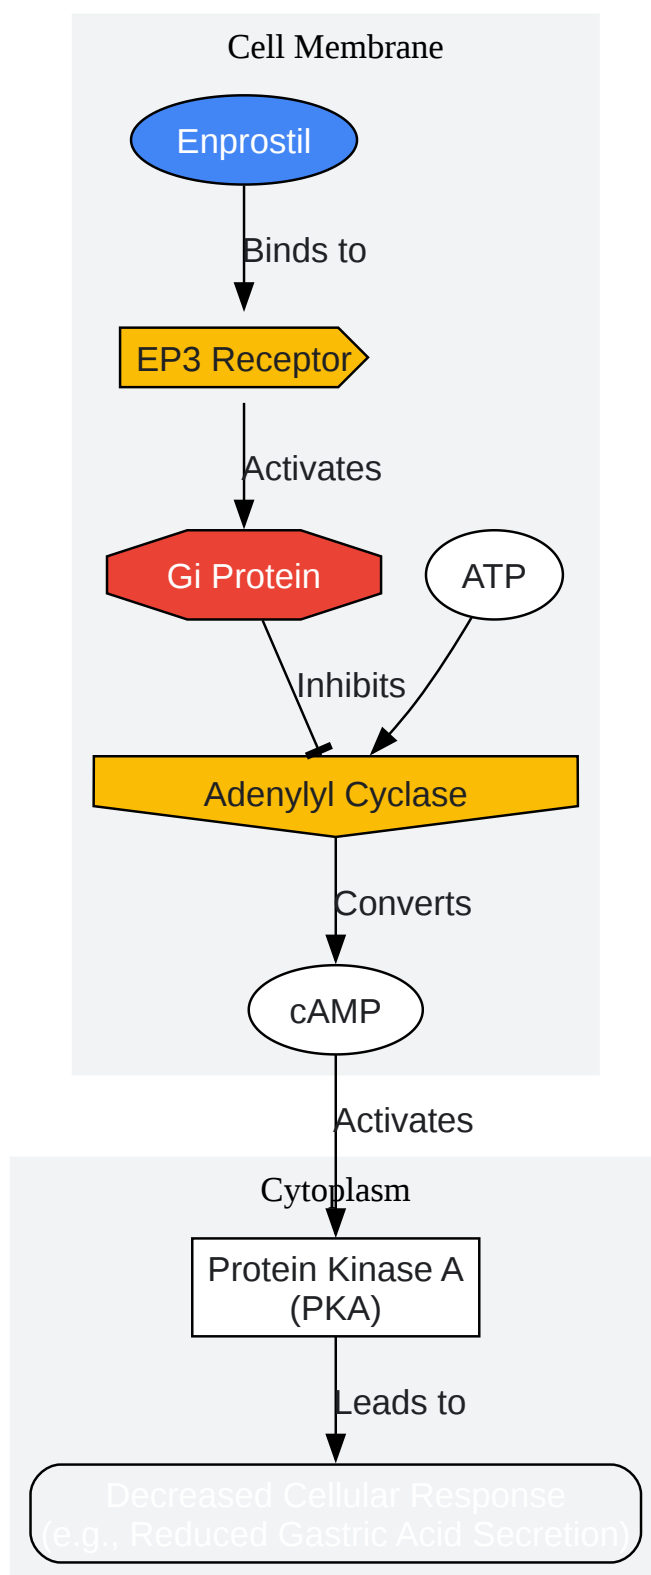 Cell Membrane
Enprostil
Binds to
EP3 Receptor
Activates
Gi Protein
ATP
Inhibits
Adenylyl Cyclase
Converts
cAMP
Activates
Cytoplasm
Protein Kinase A
(PKA)
Leads to
Decreased Cellular Response
(e.g., Reduced Gastric Acid Secretion)